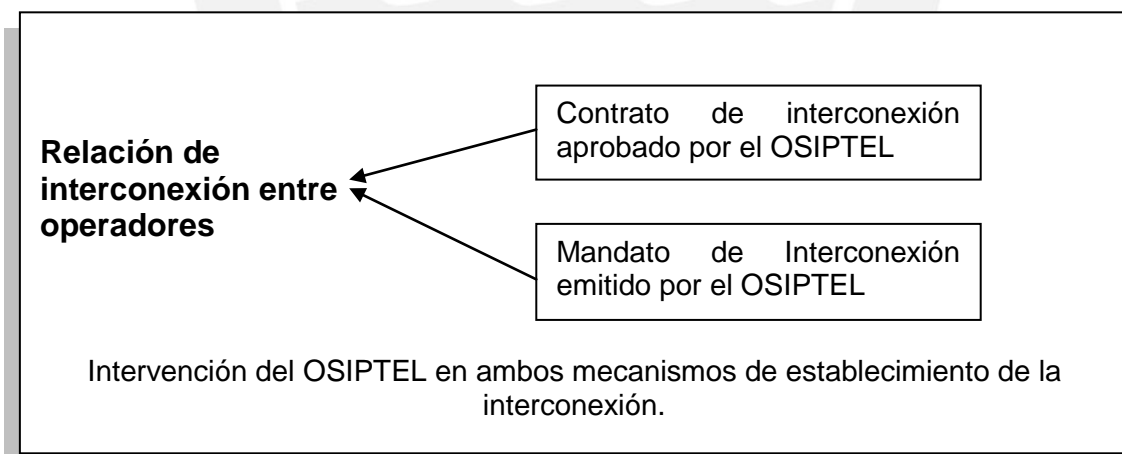 Relación de
interconexión entre
operadores
Contrato de interconexión
aprobado por el OSIPTEL
Mandato de Interconexión
emitido por el OSIPTEL
Intervención del OSIPTEL en ambos mecanismos de establecimiento de la
interconexión.